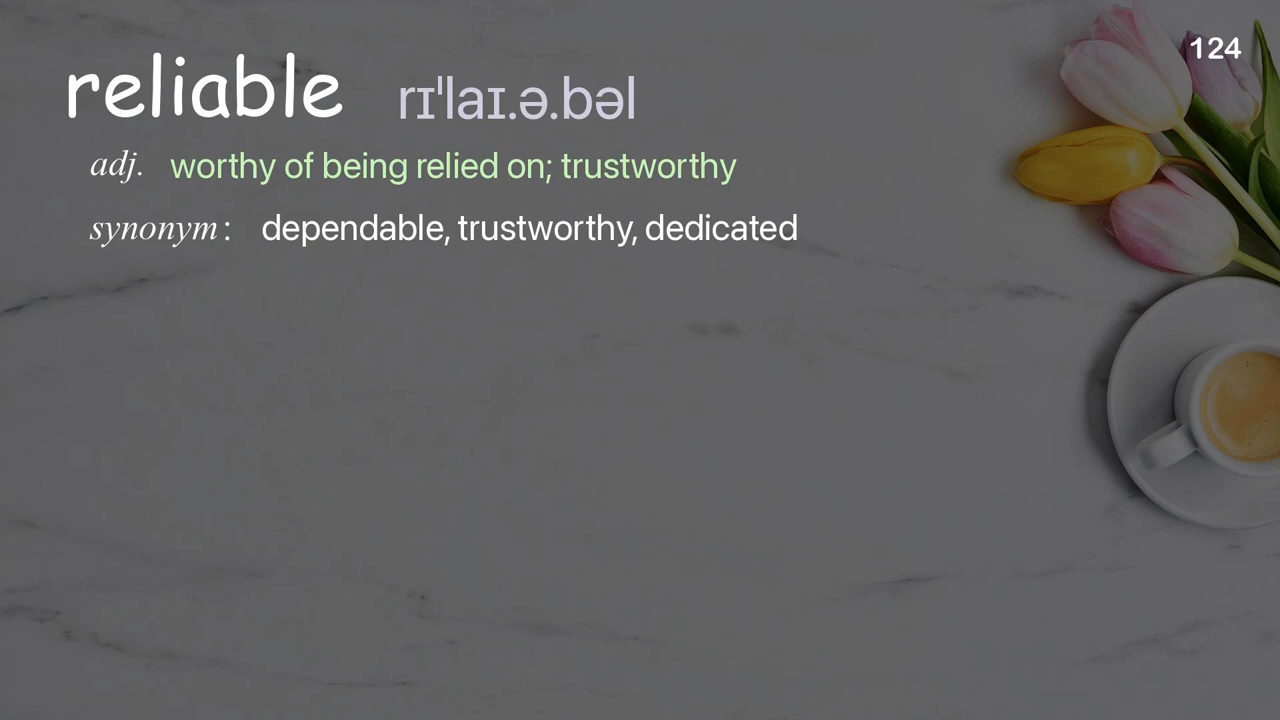 124
reliable rɪˈlaɪ.ə.bəl
adj. worthy of being relied on; trustworthy
synonym: dependable, trustworthy, dedicated